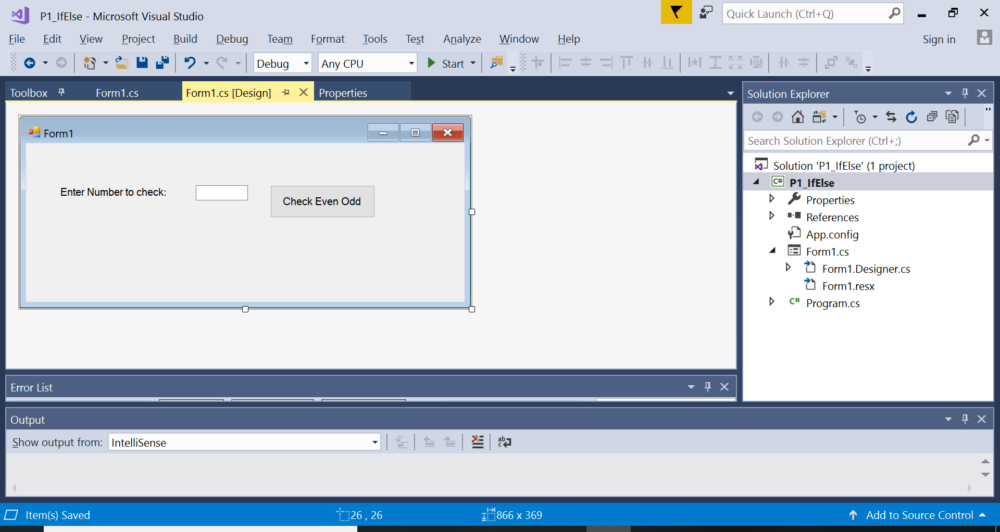 P1_IfElse - Microsoft Visual Studio
Quick Launch (Ctrl+Q)
File Edit View Project Build Debug Team Format Tools Test Analyze Window Help
Sign in
Debug Any CPU Start
Toolbox Form1.cs Form1.cs [Design] Properties
Form1
Enter Number to check:
Check Even Odd
Solution Explorer
Search Solution Explorer (Ctrl+;)
Solution 'P1_IfElse' (1 project)
C# P1_IfElse
Properties
References
App.config
Form1.cs
Form1.Designer.cs
Form1.resx
C# Program.cs
Error List
Output
Show output from: IntelliSense
Item(s) Saved 26 , 26 866 x 369 Add to Source Control